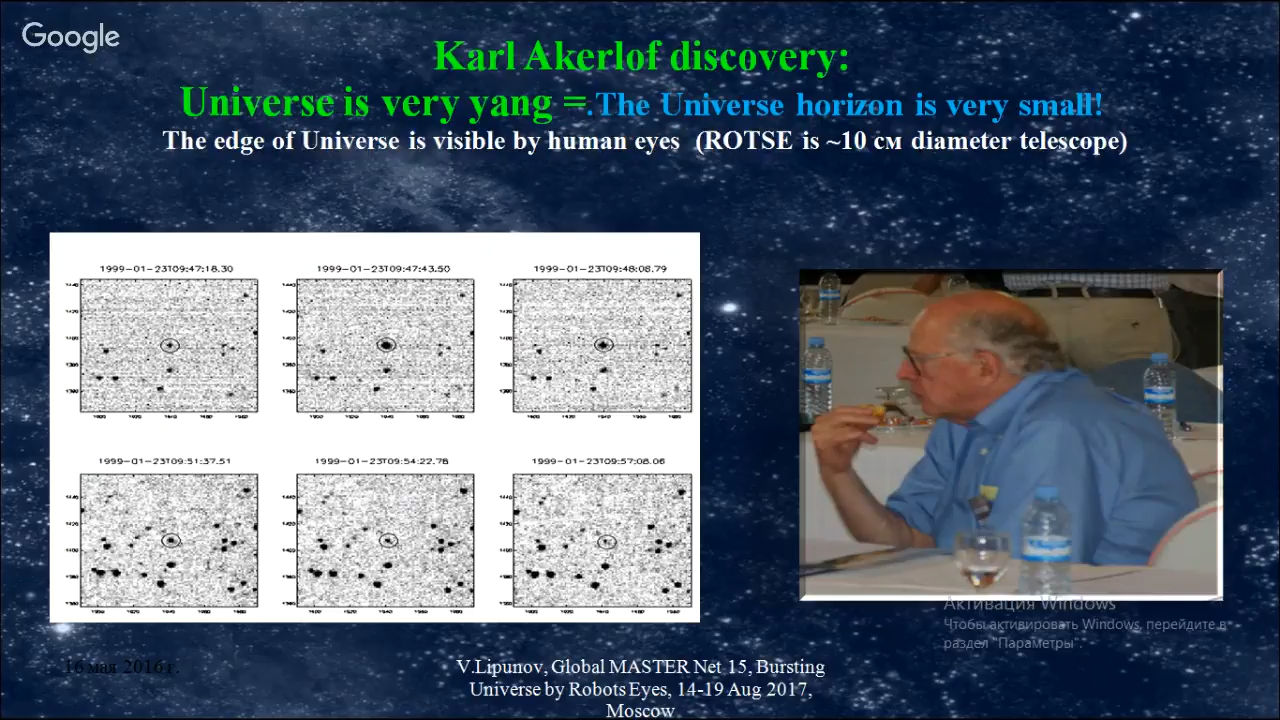 Google
Karl Akerlof discovery:
Universe is very yang =.The Universe horizon is very small!
The edge of Universe is visible by human eyes (ROTSE is ~10 см diameter telescope)
1999-01-23T09:47:18.30
1999-01-23T09:47:43.50
1999-01-23T09:48:08.79
1999-01-23T09:51:37.51
1999-01-23T09:54:22.78
1999-01-23T09:57:08.06
Активация Windows
Чтобы активировать Windows, перейдите в
раздел "Параметры".
16 мая 2016 г.
V.Lipunov, Global MASTER Net 15, Bursting
Universe by Robots Eyes, 14-19 Aug 2017,
Moscow